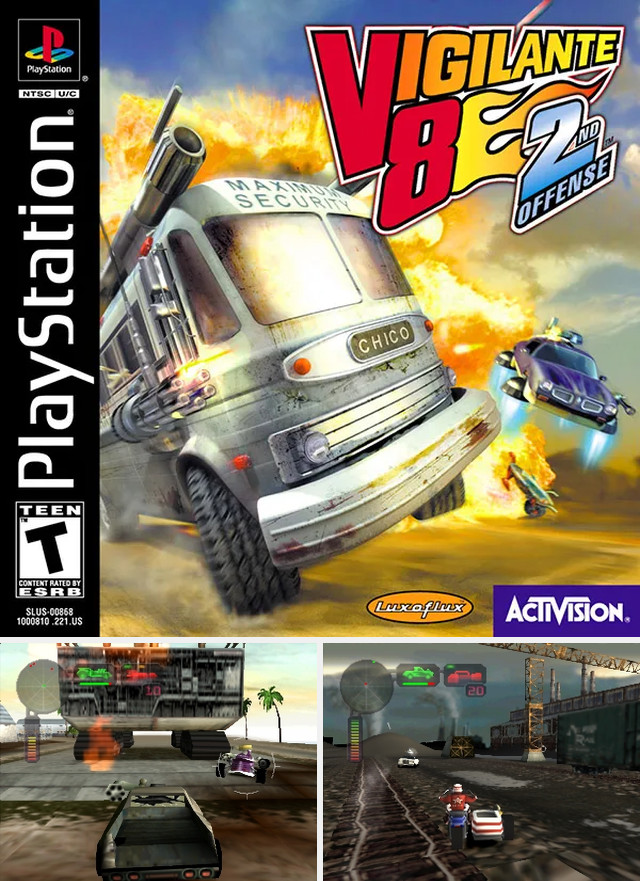 PlayStation
NTSC U/C
PlayStation
TEEN
T
CONTENT RATED BY
ESRB
SLUS-00868
1000810 .221.US
VIGILANTE
8
2ND
OFFENSE
MAXIMUM
SECURITY
CHICO
Luxoflux
ACTIVISION
10
20